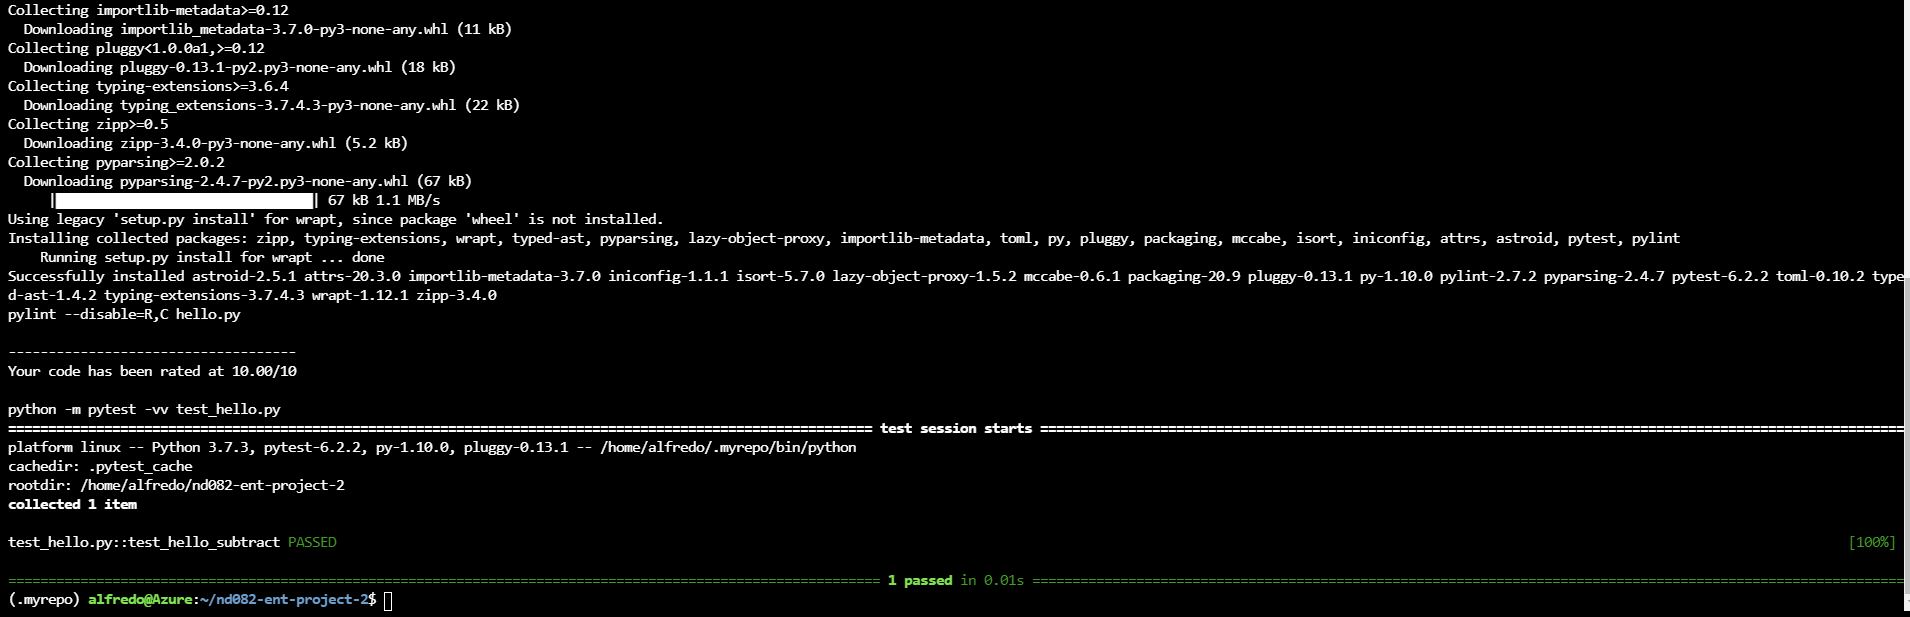 Collecting importlib-metadata>=0.12
  Downloading importlib_metadata-3.7.0-py3-none-any.whl (11 kB)
Collecting pluggy<1.0.0a1,>=0.12
  Downloading pluggy-0.13.1-py2.py3-none-any.whl (18 kB)
Collecting typing-extensions>=3.6.4
  Downloading typing_extensions-3.7.4.3-py3-none-any.whl (22 kB)
Collecting zipp>=0.5
  Downloading zipp-3.4.0-py3-none-any.whl (5.2 kB)
Collecting pyparsing>=2.0.2
  Downloading pyparsing-2.4.7-py2.py3-none-any.whl (67 kB)
     |████████████████████████████████| 67 kB 1.1 MB/s
Using legacy 'setup.py install' for wrapt, since package 'wheel' is not installed.
Installing collected packages: zipp, typing-extensions, wrapt, typed-ast, pyparsing, lazy-object-proxy, importlib-metadata, toml, py, pluggy, packaging, mccabe, isort, iniconfig, attrs, astroid, pytest, pylint
    Running setup.py install for wrapt ... done
Successfully installed astroid-2.5.1 attrs-20.3.0 importlib-metadata-3.7.0 iniconfig-1.1.1 isort-5.7.0 lazy-object-proxy-1.5.2 mccabe-0.6.1 packaging-20.9 pluggy-0.13.1 py-1.10.0 pylint-2.7.2 pyparsing-2.4.7 pytest-6.2.2 toml-0.10.2 type
d-ast-1.4.2 typing-extensions-3.7.4.3 wrapt-1.12.1 zipp-3.4.0
pylint --disable=R,C hello.py
------------------------------------
Your code has been rated at 10.00/10
python -m pytest -vv test_hello.py
============ test session starts ============
platform linux -- Python 3.7.3, pytest-6.2.2, py-1.10.0, pluggy-0.13.1 -- /home/alfredo/.myrepo/bin/python
cachedir: .pytest_cache
rootdir: /home/alfredo/nd082-ent-project-2
collected 1 item
test_hello.py::test_hello_subtract PASSED [100%]
============ 1 passed in 0.01s ============
(.myrepo) alfredo@Azure:~/nd082-ent-project-2$